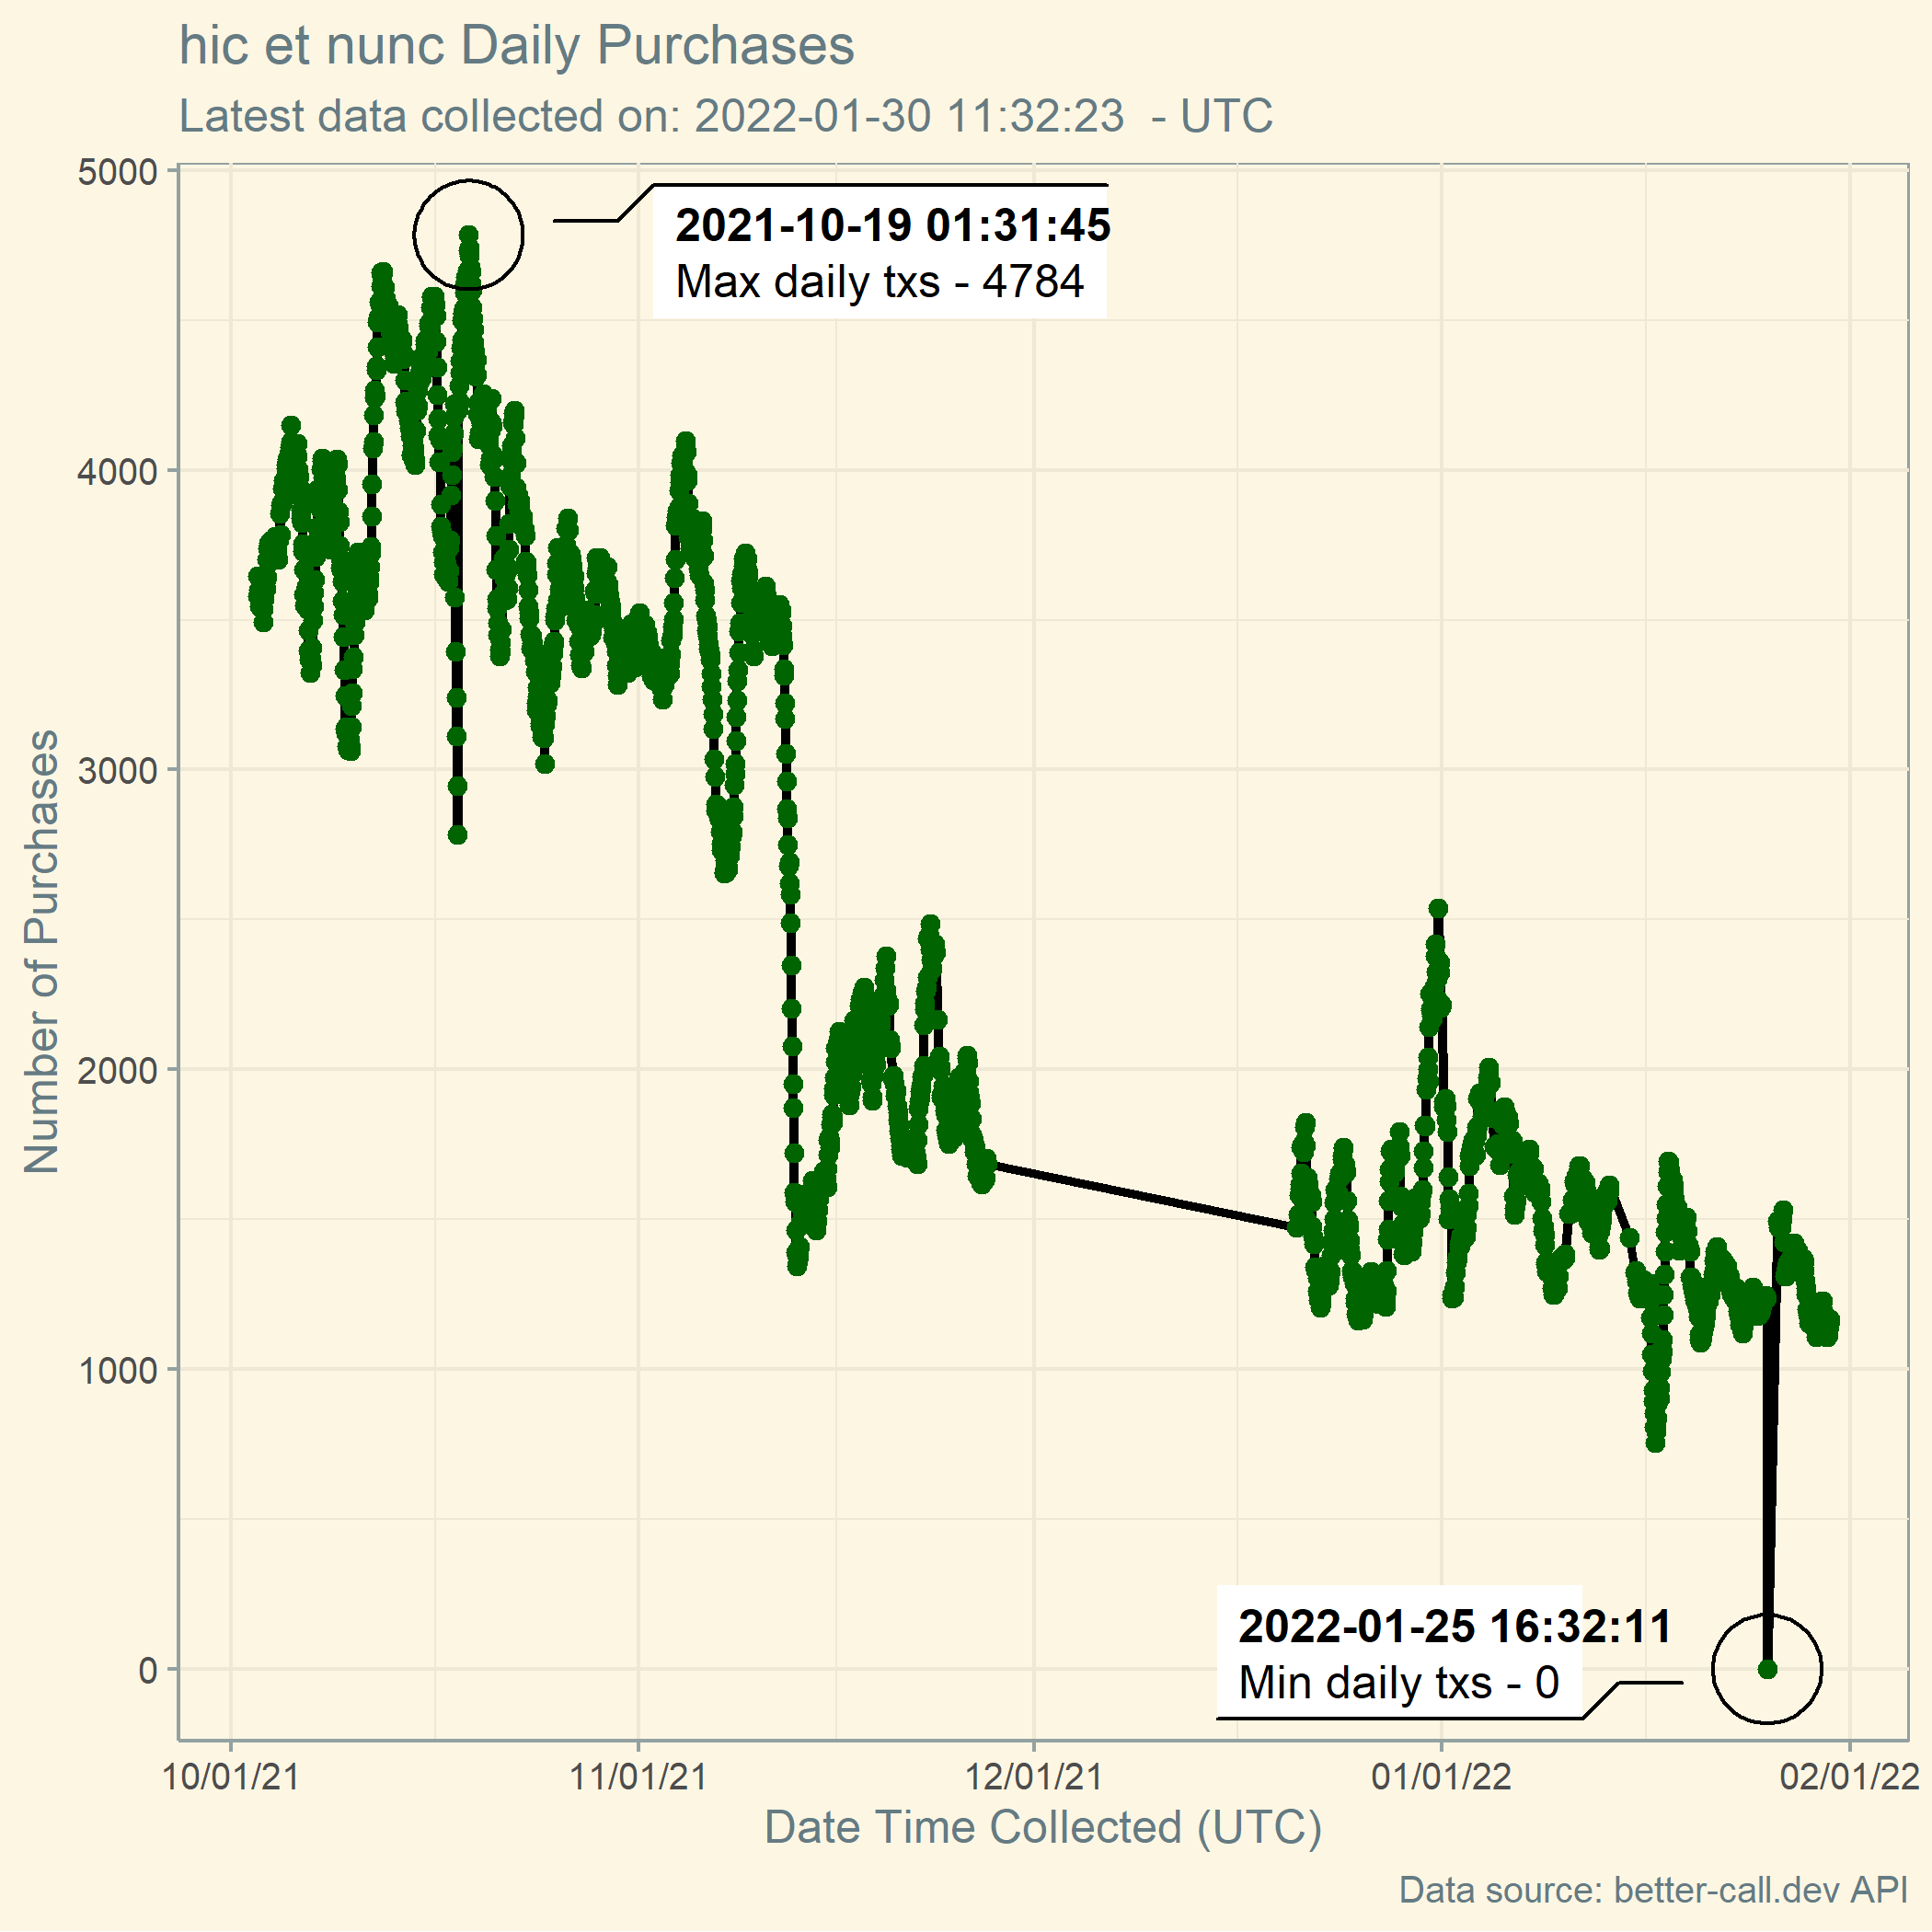 hic et nunc Daily Purchases
Latest data collected on: 2022-01-30 11:32:23  - UTC
5000
2021-10-19 01:31:45
Max daily txs - 4784
4000
3000
Number of Purchases
2000
1000
2022-01-25 16:32:11
Min daily txs - 0
0
10/01/21 11/01/21 12/01/21 01/01/22 02/01/22
Date Time Collected (UTC)
Data source: better-call.dev API